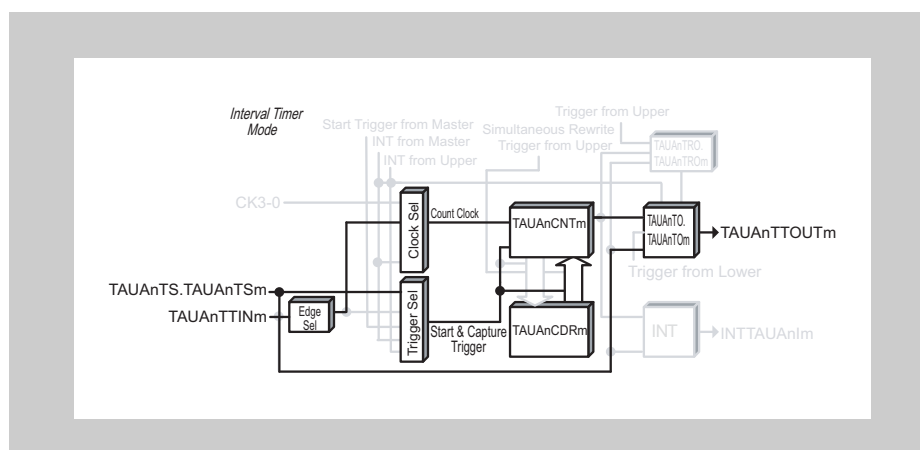 Interval Timer
Mode
Trigger from Upper
Start Trigger from Master
Simultaneous Rewrite
INT from Master
Trigger from Upper
INT from Upper
TAUAnTRO.
TAUAnTROm
CK3-0
Clock Sel
Count Clock
TAUAnCNTm
TAUAnTO.
TAUAnTOm
TAUAnTTOUTm
Trigger from Lower
TAUAnTS.TAUAnTSm
TAUAnTTINm
Edge
Sel
Trigger Sel
Start & Capture
Trigger
TAUAnCDRm
INT
INTTAUAnIm